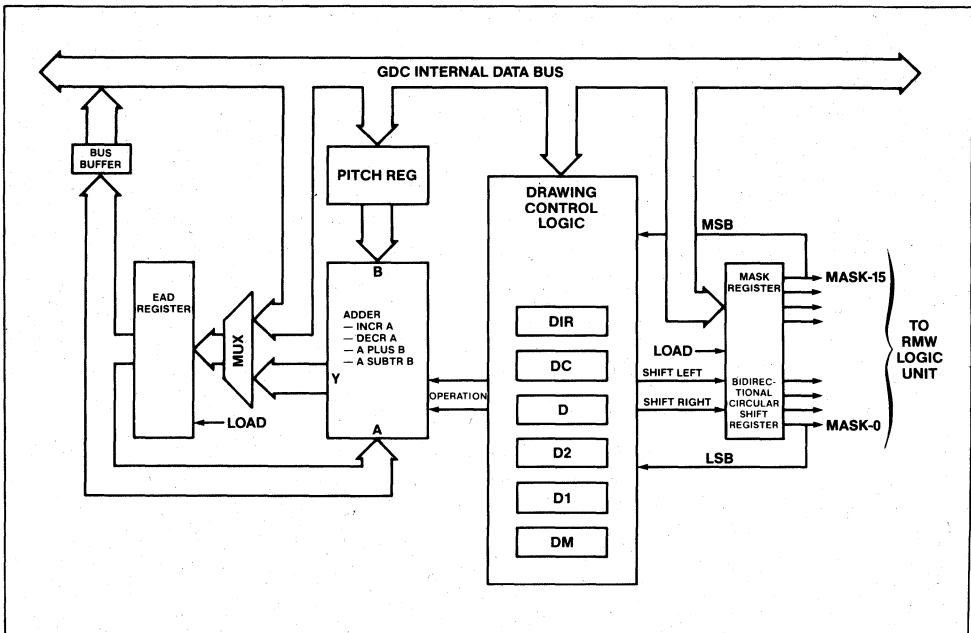 GDC INTERNAL DATA BUS
BUS
BUFFER
PITCH REG
DRAWING
CONTROL
LOGIC
MSB
B
EAD
REGISTER
MUX
ADDER
— INCR A
— DECR A
— A PLUS B
— A SUBTR B
Y
A
LOAD
OPERATION
DIR
DC
D
D2
D1
DM
MASK
REGISTER
LOAD
SHIFT LEFT
SHIFT RIGHT
BIDIREC-
TIONAL
CIRCULAR
SHIFT
REGISTER
LSB
MASK-15
MASK-0
TO
RMW
LOGIC
UNIT